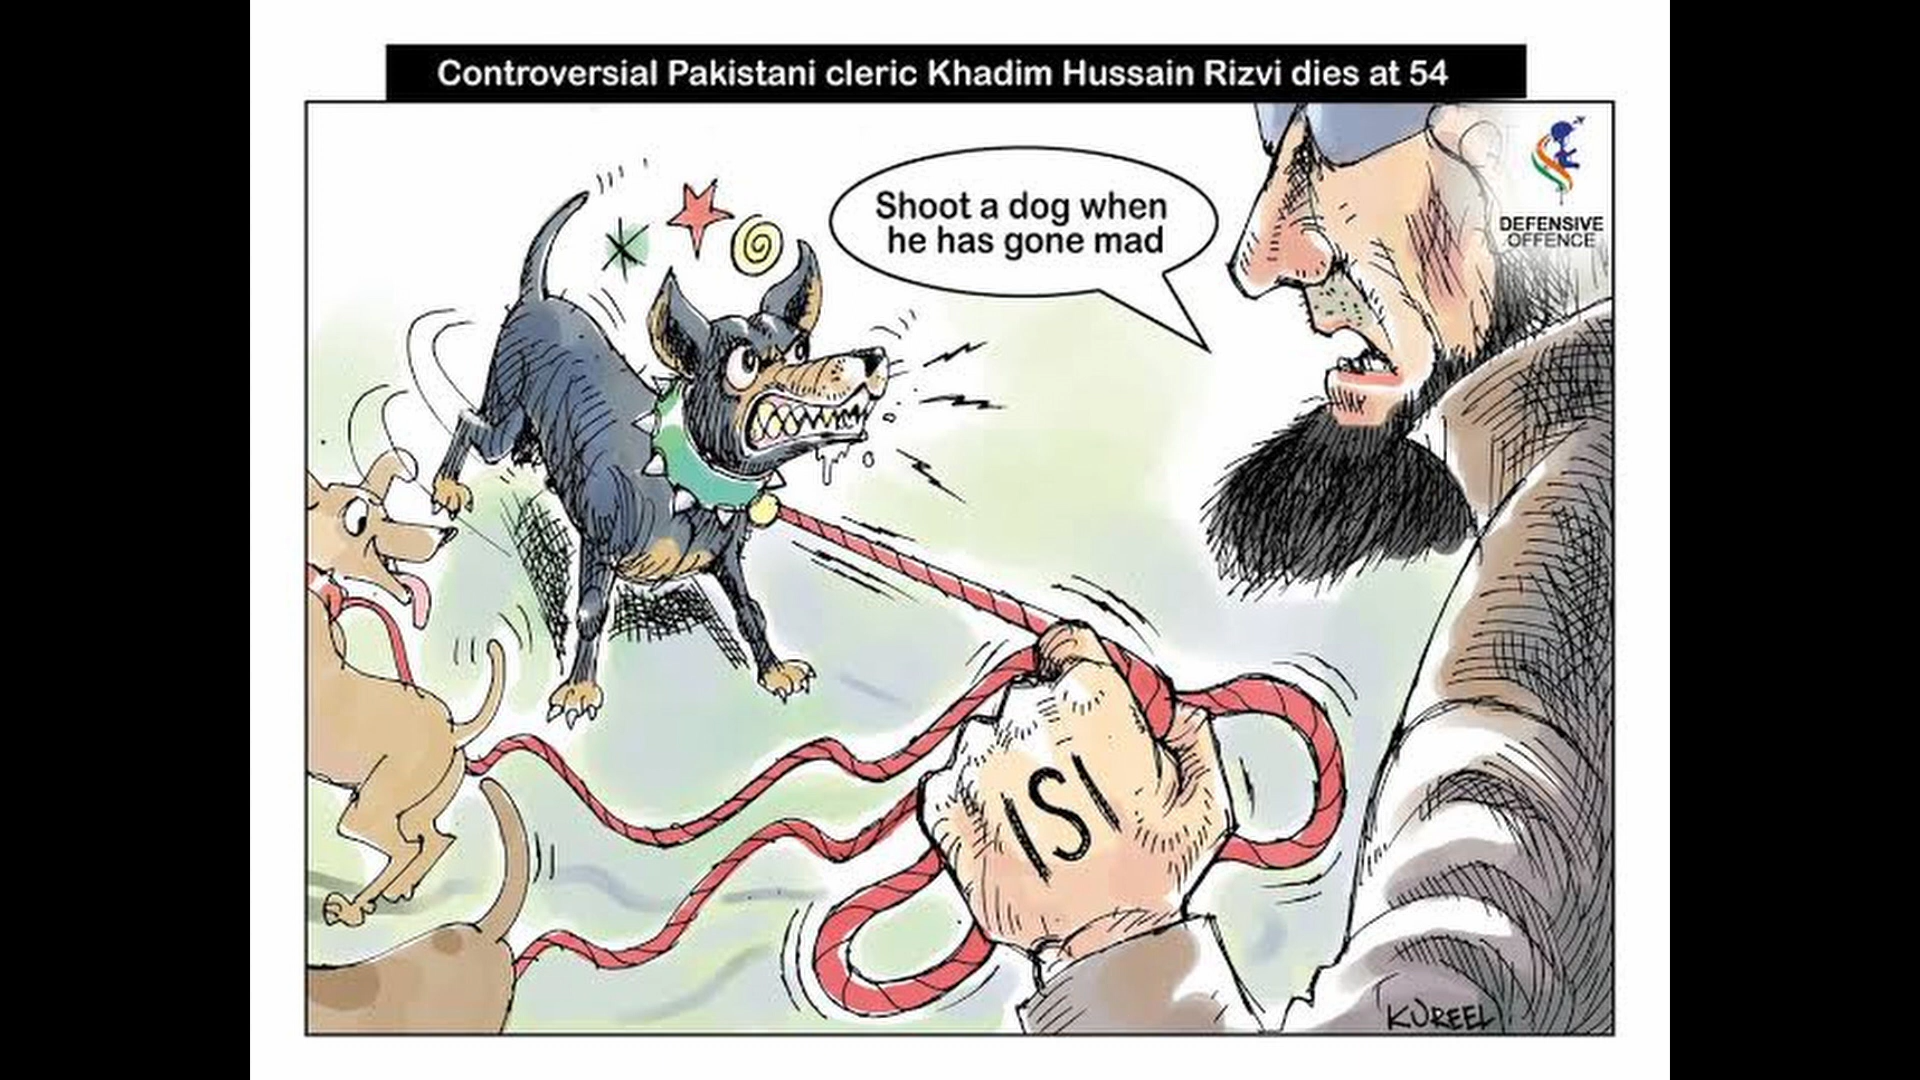 Controversial Pakistani cleric Khadim Hussain Rizvi dies at 54
Shoot a dog when
he has gone mad
DEFENSIVE
OFFENCE
ISI
KUREEL